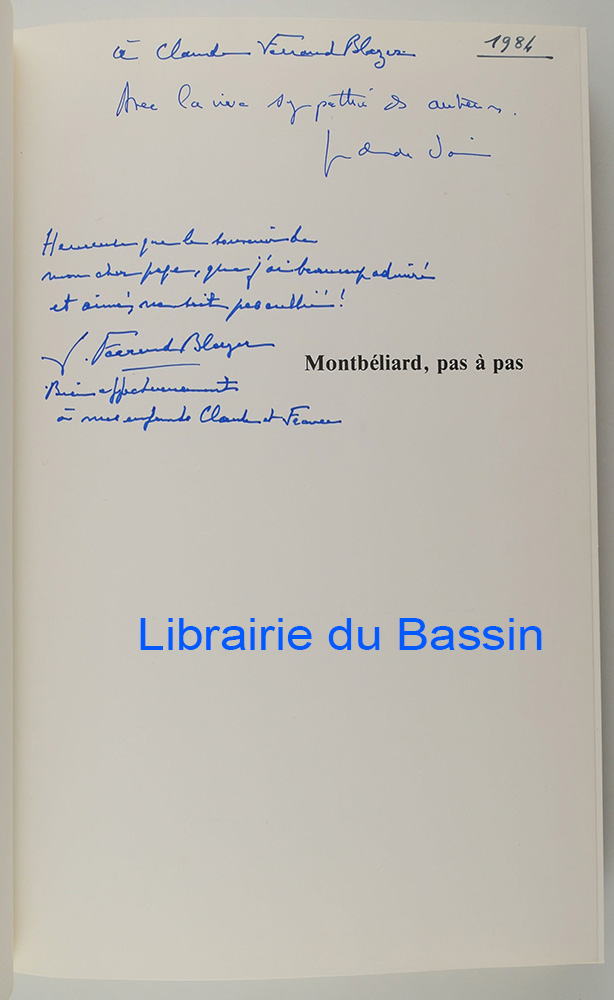 à Claude Ferrand Blazer
1984
Avec la vive sympathie des auteurs.
que le souvenir de
mon cher papa, que j'ai beaucoup admiré
et aimé, ne soit pas oublié!
Ferrand Blazer
Montbéliard, pas à pas
Bien affectueusement
à mes enfants Claude et France
Librairie du Bassin